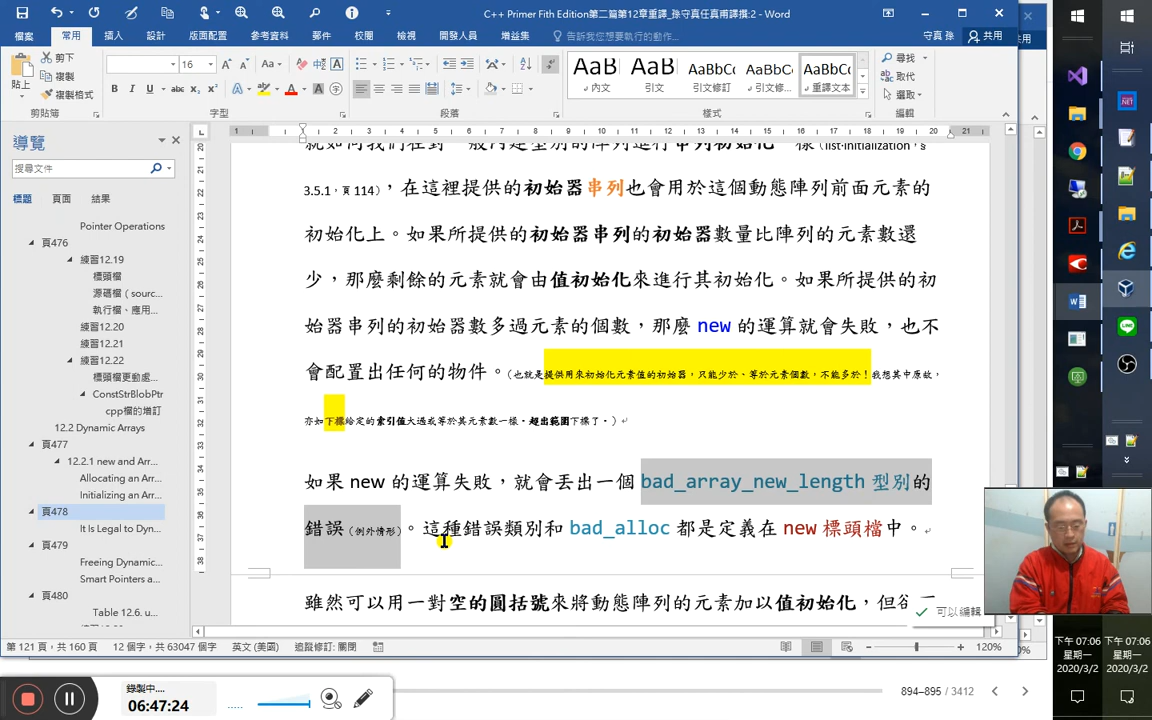 C++ Primer Fith Edition第二篇第12章重譯_孫守真任真甫譯撰:2 - Word
檔案
常用
插入
設計
版面配置
參考資料
郵件
校閱
檢視
開發人員
增益集
告訴我您想要執行的動作...
守真 孫
共用
剪下
複製
複製格式
貼上
剪貼簿
16
字型
段落
AaB 內文
AaB 引文
AaBbCc 引文修訂
AaBbCc 引文修...
AaBbCc 重譯文本
樣式
尋找
取代
選取
編輯
導覽
搜尋文件
標題
頁面
結果
Pointer Operations
頁476
練習12.19
標頭檔
源碼檔（sourc...
執行檔、應用...
練習12.20
練習12.21
練習12.22
標頭檔更動處...
ConstStrBlobPtr
cpp檔的增訂
12.2 Dynamic Arrays
頁477
12.2.1 new and Arr...
Allocating an Arr...
Initializing an Arr...
頁478
It Is Legal to Dyn...
頁479
Freeing Dynamic...
Smart Pointers a...
頁480
Table 12.6. u...
3.5.1，頁 114），在這裡提供的初始器串列也會用於這個動態陣列前面元素的
初始化上。如果所提供的初始器串列的初始器數量比陣列的元素數還
少，那麼剩餘的元素就會由值初始化來進行其初始化。如果所提供的初
始器串列的初始器數多過元素的個數，那麼 new 的運算就會失敗，也不
會配置出任何的物件。（也就是提供用來初始化元素值的初始器，只能少於、等於元素個數，不能多於！我想其中原故，
亦如下標給定的索引值大過或等於其元素數一樣，超出範圍下標了。）
如果 new 的運算失敗，就會丟出一個 bad_array_new_length 型別的
錯誤（例外情形）。這種錯誤類別和 bad_alloc 都是定義在 new 標頭檔中。
雖然可以用一對空的圓括號來將動態陣列的元素加以值初始化，但卻
可以編輯
第 121 頁，共 160 頁
12 個字，共 63047 個字
英文 (美國)
追蹤修訂: 關閉
120%
錄製中...
06:47:24
894–895 / 3412
下午 07:06
星期一
2020/3/2
下午 07:06
星期一
2020/3/2